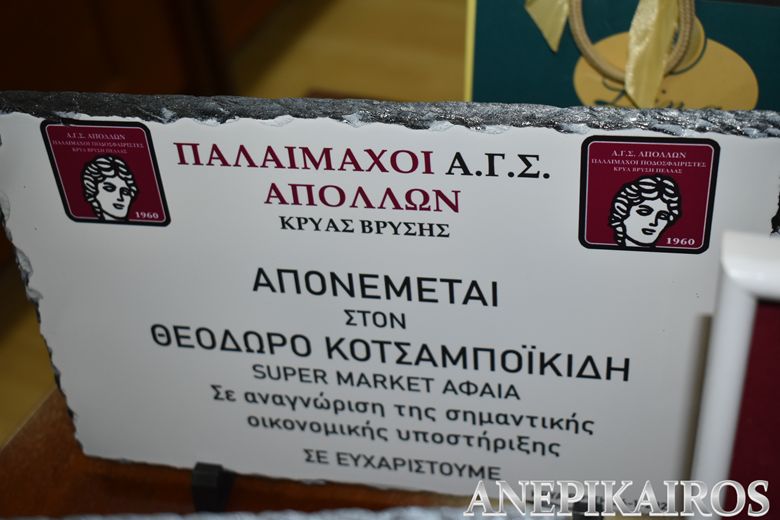 Α.Γ.Σ. ΑΠΟΛΛΩΝ
ΠΑΛΑΙΜΑΧΟΙ ΠΟΔΟΣΦΑΙΡΙΣΤΕΣ
ΚΡΥΑ ΒΡΥΣΗ ΠΕΛΛΑΣ
1960
ΠΑΛΑΙΜΑΧΟΙ Α.Γ.Σ.
ΑΠΟΛΛΩΝ
ΚΡΥΑΣ ΒΡΥΣΗΣ
Α.Γ.Σ. ΑΠΟΛΛΩΝ
ΠΑΛΑΙΜΑΧΟΙ ΠΟΔΟΣΦΑΙΡΙΣΤΕΣ
ΚΡΥΑ ΒΡΥΣΗ ΠΕΛΛΑΣ
1960
ΑΠΟΝΕΜΕΤΑΙ
ΣΤΟΝ
ΘΕΟΔΩΡΟ ΚΟΤΣΑΜΠΟΪΚΙΔΗ
SUPER MARKET ΑΦΑΙΑ
Σε αναγνώριση της σημαντικής
οικονομικής υποστήριξης
ΣΕ ΕΥΧΑΡΙΣΤΟΥΜΕ
ANEPIKAIROS